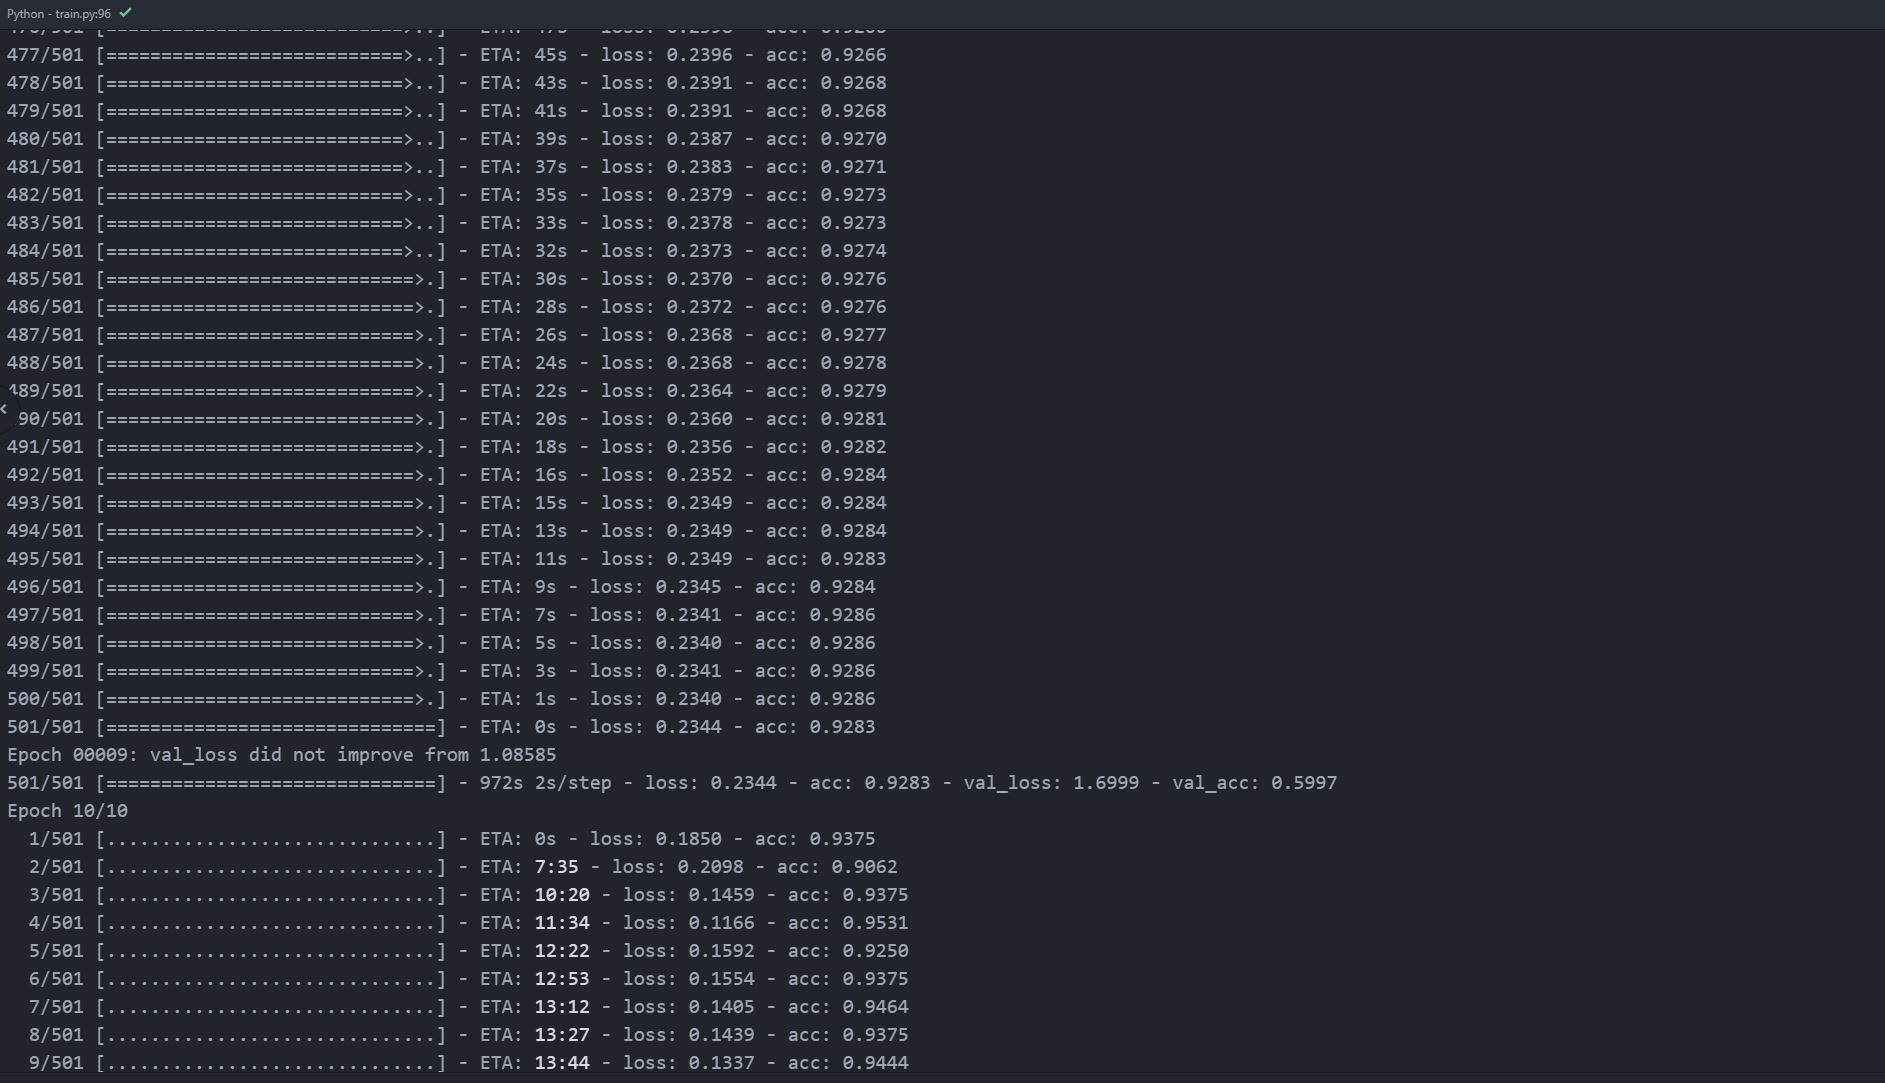 Python - train.py:96
477/501 [===========================>..] - ETA: 45s - loss: 0.2396 - acc: 0.9266
478/501 [===========================>..] - ETA: 43s - loss: 0.2391 - acc: 0.9268
479/501 [===========================>..] - ETA: 41s - loss: 0.2391 - acc: 0.9268
480/501 [===========================>..] - ETA: 39s - loss: 0.2387 - acc: 0.9270
481/501 [===========================>..] - ETA: 37s - loss: 0.2383 - acc: 0.9271
482/501 [===========================>..] - ETA: 35s - loss: 0.2379 - acc: 0.9273
483/501 [===========================>..] - ETA: 33s - loss: 0.2378 - acc: 0.9273
484/501 [===========================>..] - ETA: 32s - loss: 0.2373 - acc: 0.9274
485/501 [============================>.] - ETA: 30s - loss: 0.2370 - acc: 0.9276
486/501 [============================>.] - ETA: 28s - loss: 0.2372 - acc: 0.9276
487/501 [============================>.] - ETA: 26s - loss: 0.2368 - acc: 0.9277
488/501 [============================>.] - ETA: 24s - loss: 0.2368 - acc: 0.9278
489/501 [============================>.] - ETA: 22s - loss: 0.2364 - acc: 0.9279
90/501 [============================>.] - ETA: 20s - loss: 0.2360 - acc: 0.9281
491/501 [============================>.] - ETA: 18s - loss: 0.2356 - acc: 0.9282
492/501 [============================>.] - ETA: 16s - loss: 0.2352 - acc: 0.9284
493/501 [============================>.] - ETA: 15s - loss: 0.2349 - acc: 0.9284
494/501 [============================>.] - ETA: 13s - loss: 0.2349 - acc: 0.9284
495/501 [============================>.] - ETA: 11s - loss: 0.2349 - acc: 0.9283
496/501 [============================>.] - ETA: 9s - loss: 0.2345 - acc: 0.9284
497/501 [============================>.] - ETA: 7s - loss: 0.2341 - acc: 0.9286
498/501 [============================>.] - ETA: 5s - loss: 0.2340 - acc: 0.9286
499/501 [============================>.] - ETA: 3s - loss: 0.2341 - acc: 0.9286
500/501 [============================>.] - ETA: 1s - loss: 0.2340 - acc: 0.9286
501/501 [==============================] - ETA: 0s - loss: 0.2344 - acc: 0.9283
Epoch 00009: val_loss did not improve from 1.08585
501/501 [==============================] - 972s 2s/step - loss: 0.2344 - acc: 0.9283 - val_loss: 1.6999 - val_acc: 0.5997
Epoch 10/10
1/501 [..............................] - ETA: 0s - loss: 0.1850 - acc: 0.9375
2/501 [..............................] - ETA: 7:35 - loss: 0.2098 - acc: 0.9062
3/501 [..............................] - ETA: 10:20 - loss: 0.1459 - acc: 0.9375
4/501 [..............................] - ETA: 11:34 - loss: 0.1166 - acc: 0.9531
5/501 [..............................] - ETA: 12:22 - loss: 0.1592 - acc: 0.9250
6/501 [..............................] - ETA: 12:53 - loss: 0.1554 - acc: 0.9375
7/501 [..............................] - ETA: 13:12 - loss: 0.1405 - acc: 0.9464
8/501 [..............................] - ETA: 13:27 - loss: 0.1439 - acc: 0.9375
9/501 [..............................] - ETA: 13:44 - loss: 0.1337 - acc: 0.9444